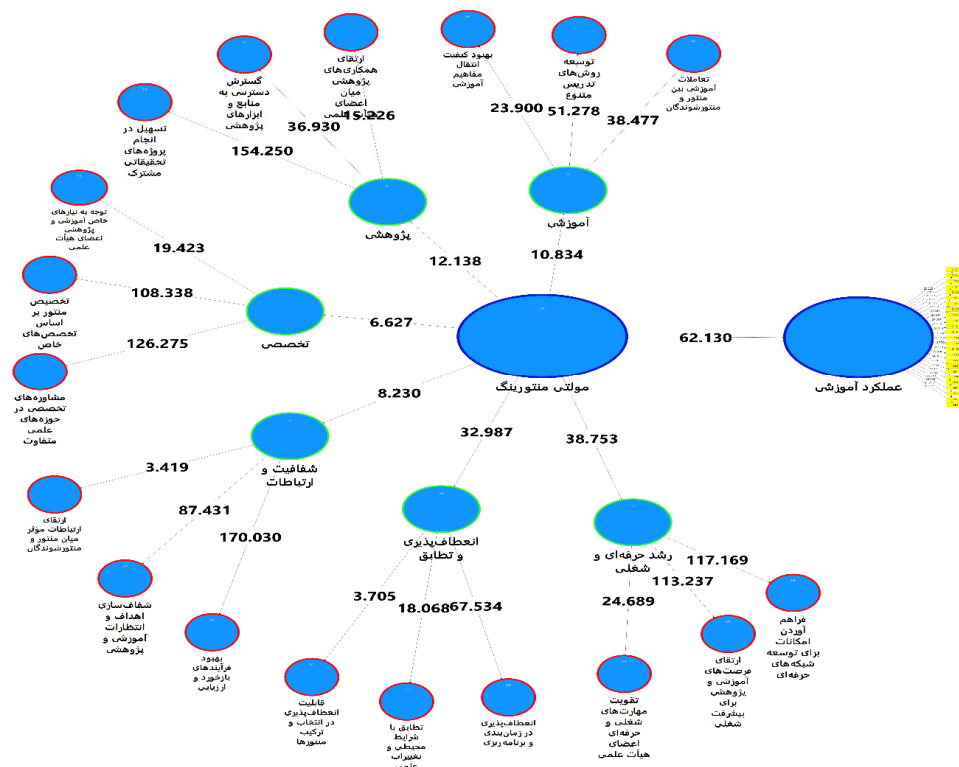 ارتقای
همکاری‌های
پژوهشی
میان
اعضای
هیأت علمی
15.226
گسترش
دسترسی به
منابع و
ابزارهای
پژوهشی
36.930
تسهیل در
انجام
پروژه‌های
تحقیقاتی
مشترک
154.250
بهبود کیفیت
انتقال
مفاهیم
آموزشی
23.900
توسعه
روش‌های
تدریس
متنوع
51.278
تعاملات
آموزشی بین
منتور و
منتورشوندگان
38.477
توجه به نیازهای
خاص آموزشی و
پژوهشی
اعضای هیأت
علمی
19.423
پژوهشی
12.138
آموزشی
10.834
تخصیص
منتور بر
اساس
تخصص‌های
خاص
108.338
تخصصی
6.627
مولتی منتورینگ
62.130
عملکرد آموزشی
مشاوره‌های
تخصصی در
حوزه‌های
علمی
متفاوت
126.275
شفافیت و
ارتباطات
8.230
32.987
38.753
ارتقای
ارتباطات مؤثر
میان منتور و
منتورشوندگان
3.419
شفاف‌سازی
اهداف و
انتظارات
آموزشی و
پژوهشی
87.431
بهبود
فرآیندهای
بازخورد و
ارزیابی
170.030
انعطاف‌پذیری
و تطابق
رشد حرفه‌ای و
شغلی
قابلیت
انعطاف‌پذیری
در انتخاب و
ترکیب
منتورها
3.705
تطابق با
شرایط
محیطی و
تغییرات
علمی
18.068
انعطاف‌پذیری
در زمان‌بندی
و برنامه ریزی
67.534
تقویت
مهارت‌های
شغلی و
حرفه‌ای
اعضای
هیأت علمی
24.689
ارتقای
فرصت‌های
آموزشی و
پژوهشی
برای
پیشرفت
شغلی
113.237
فراهم
آوردن
امکانات
برای توسعه
شبکه‌های
حرفه‌ای
117.169